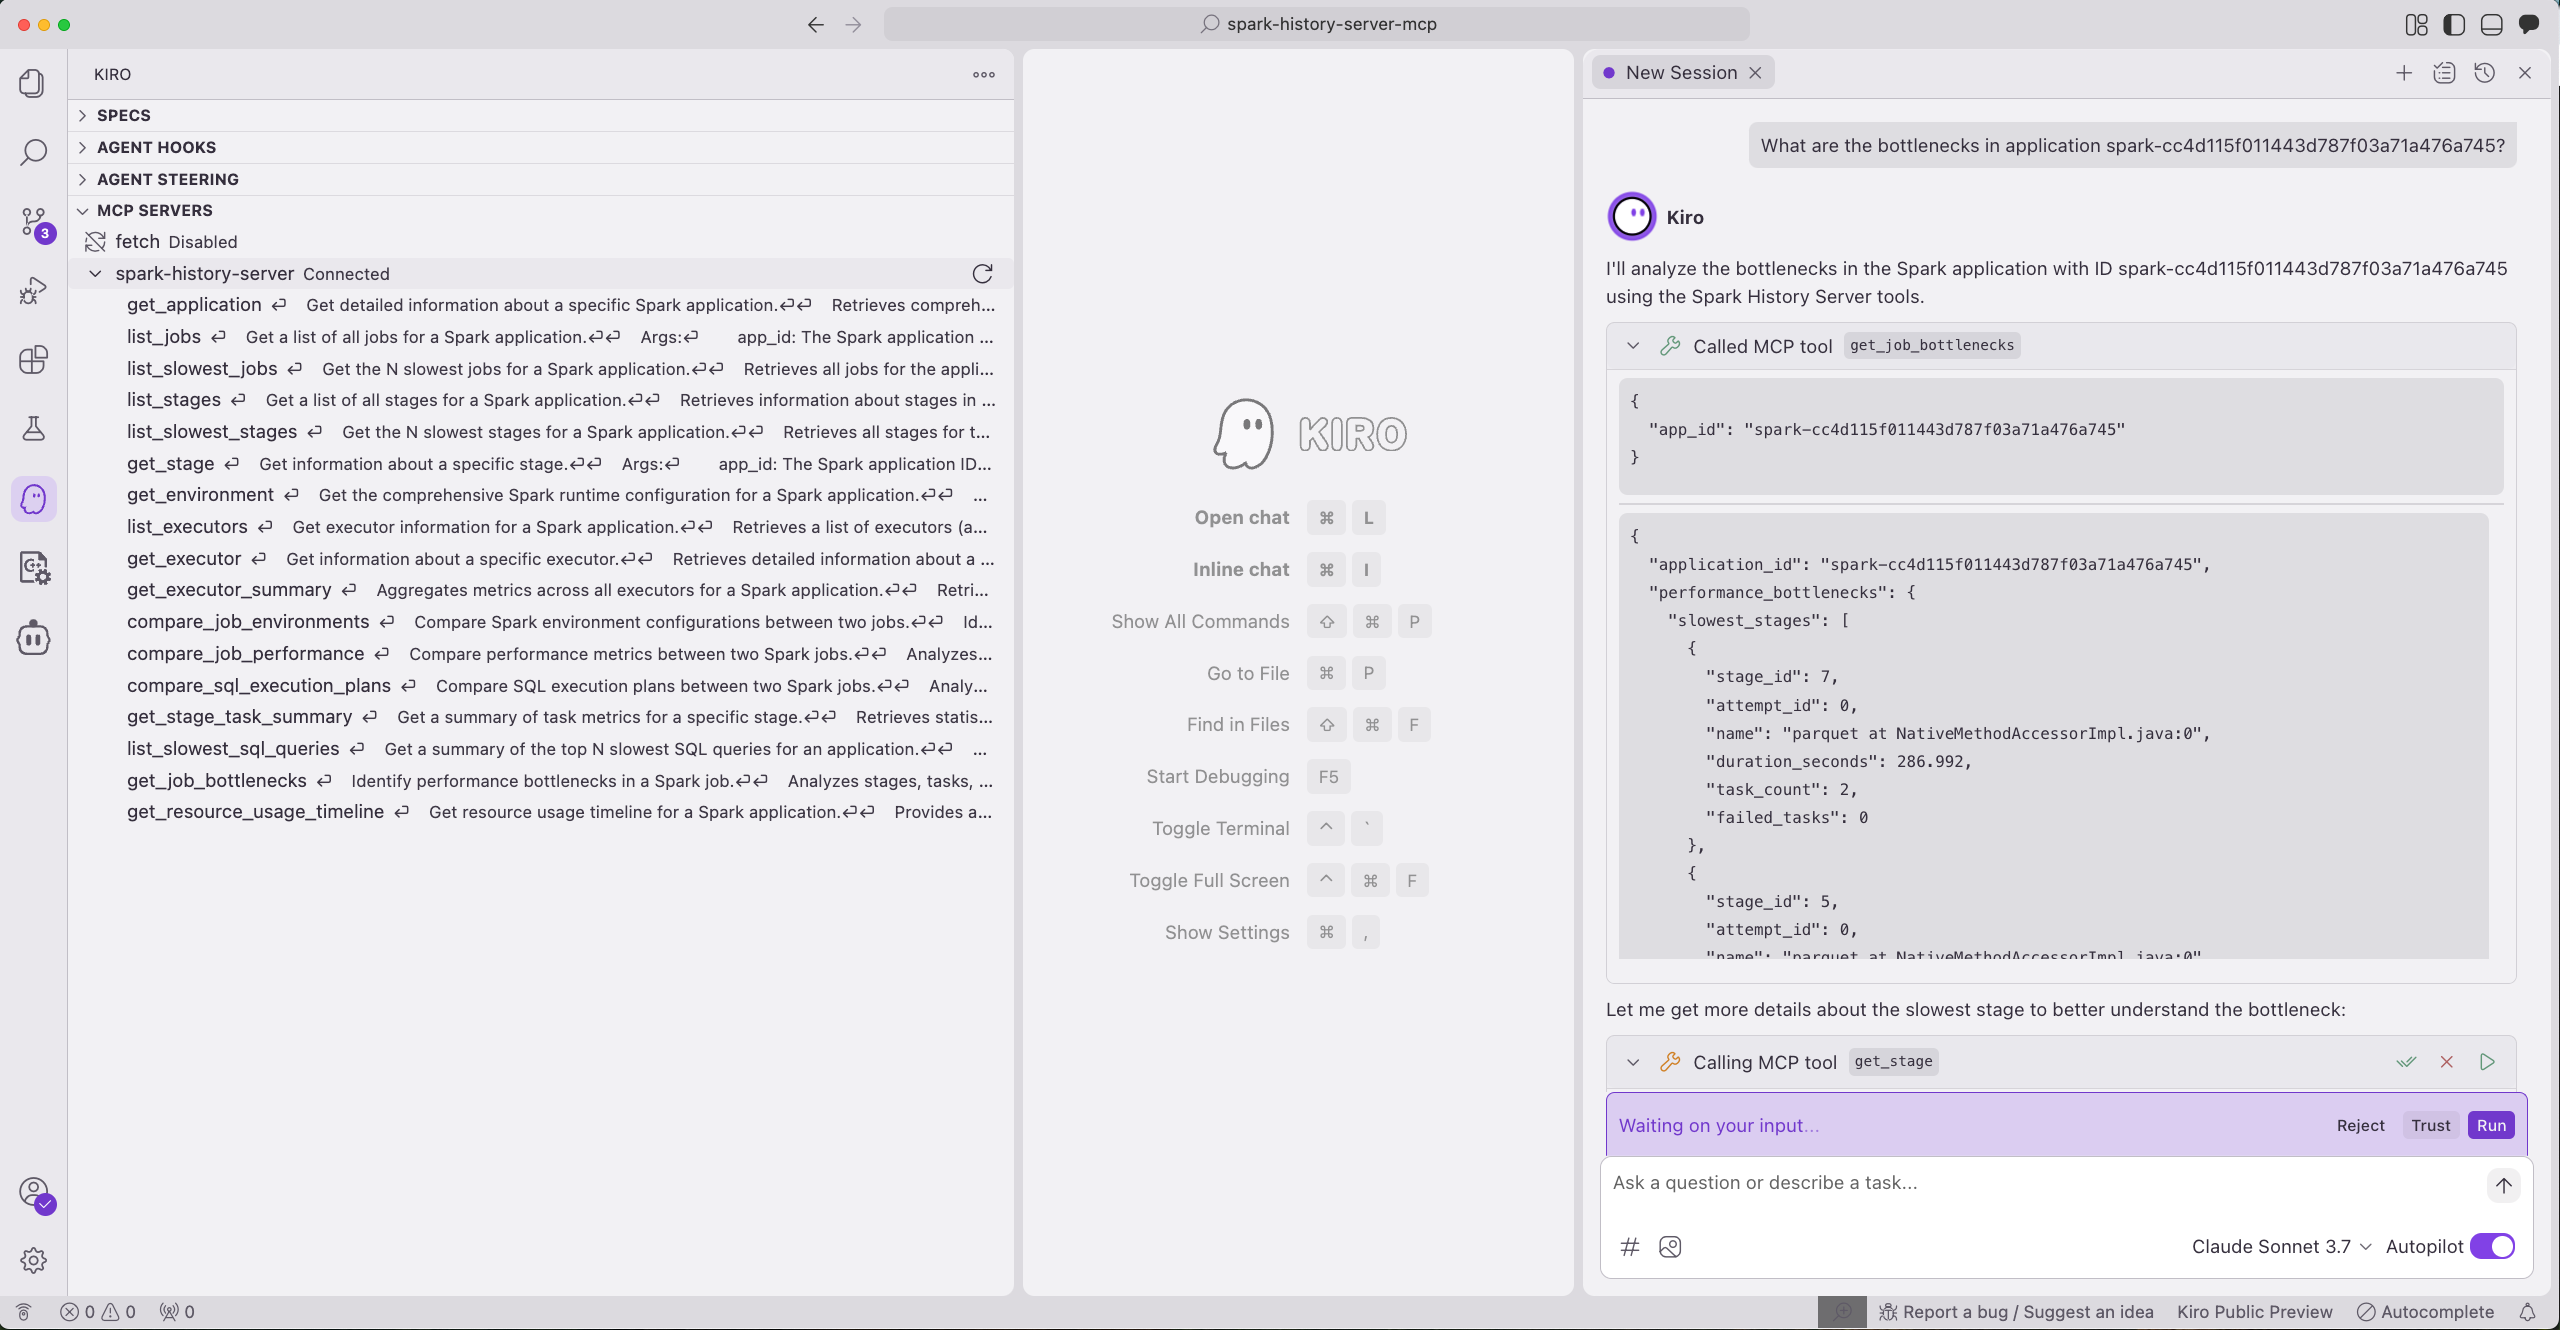 spark-history-server-mcp
KIRO
SPECS
AGENT HOOKS
AGENT STEERING
MCP SERVERS
fetch Disabled
spark-history-server Connected
get_application ↵ Get detailed information about a specific Spark application.↵↵ Retrieves compreh...
list_jobs ↵ Get a list of all jobs for a Spark application.↵↵ Args:↵ app_id: The Spark application ...
list_slowest_jobs ↵ Get the N slowest jobs for a Spark application.↵↵ Retrieves all jobs for the appli...
list_stages ↵ Get a list of all stages for a Spark application.↵↵ Retrieves information about stages in ...
list_slowest_stages ↵ Get the N slowest stages for a Spark application.↵↵ Retrieves all stages for t...
get_stage ↵ Get information about a specific stage.↵↵ Args:↵ app_id: The Spark application ID...
get_environment ↵ Get the comprehensive Spark runtime configuration for a Spark application.↵↵ ...
list_executors ↵ Get executor information for a Spark application.↵↵ Retrieves a list of executors (a...
get_executor ↵ Get information about a specific executor.↵↵ Retrieves detailed information about a ...
get_executor_summary ↵ Aggregates metrics across all executors for a Spark application.↵↵ Retri...
compare_job_environments ↵ Compare Spark environment configurations between two jobs.↵↵ Id...
compare_job_performance ↵ Compare performance metrics between two Spark jobs.↵↵ Analyzes...
compare_sql_execution_plans ↵ Compare SQL execution plans between two Spark jobs.↵↵ Analy...
get_stage_task_summary ↵ Get a summary of task metrics for a specific stage.↵↵ Retrieves statis...
list_slowest_sql_queries ↵ Get a summary of the top N slowest SQL queries for an application.↵↵ ...
get_job_bottlenecks ↵ Identify performance bottlenecks in a Spark job.↵↵ Analyzes stages, tasks, ...
get_resource_usage_timeline ↵ Get resource usage timeline for a Spark application.↵↵ Provides a...
3
KIRO
Open chat ⌘ L
Inline chat ⌘ I
Show All Commands ⇧ ⌘ P
Go to File ⌘ P
Find in Files ⇧ ⌘ F
Start Debugging F5
Toggle Terminal ^ `
Toggle Full Screen ^ ⌘ F
Show Settings ⌘ ,
New Session
What are the bottlenecks in application spark-cc4d115f011443d787f03a71a476a745?
Kiro
I'll analyze the bottlenecks in the Spark application with ID spark-cc4d115f011443d787f03a71a476a745
using the Spark History Server tools.
Called MCP tool get_job_bottlenecks
{
"app_id": "spark-cc4d115f011443d787f03a71a476a745"
}
{
"application_id": "spark-cc4d115f011443d787f03a71a476a745",
"performance_bottlenecks": {
"slowest_stages": [
{
"stage_id": 7,
"attempt_id": 0,
"name": "parquet at NativeMethodAccessorImpl.java:0",
"duration_seconds": 286.992,
"task_count": 2,
"failed_tasks": 0
},
{
"stage_id": 5,
"attempt_id": 0,
"name": "parquet at NativeMethodAccessorImpl.java:0"
Let me get more details about the slowest stage to better understand the bottleneck:
Calling MCP tool get_stage
Waiting on your input... Reject Trust Run
Ask a question or describe a task...
# Claude Sonnet 3.7 Autopilot
0 0 0 Report a bug / Suggest an idea Kiro Public Preview Autocomplete